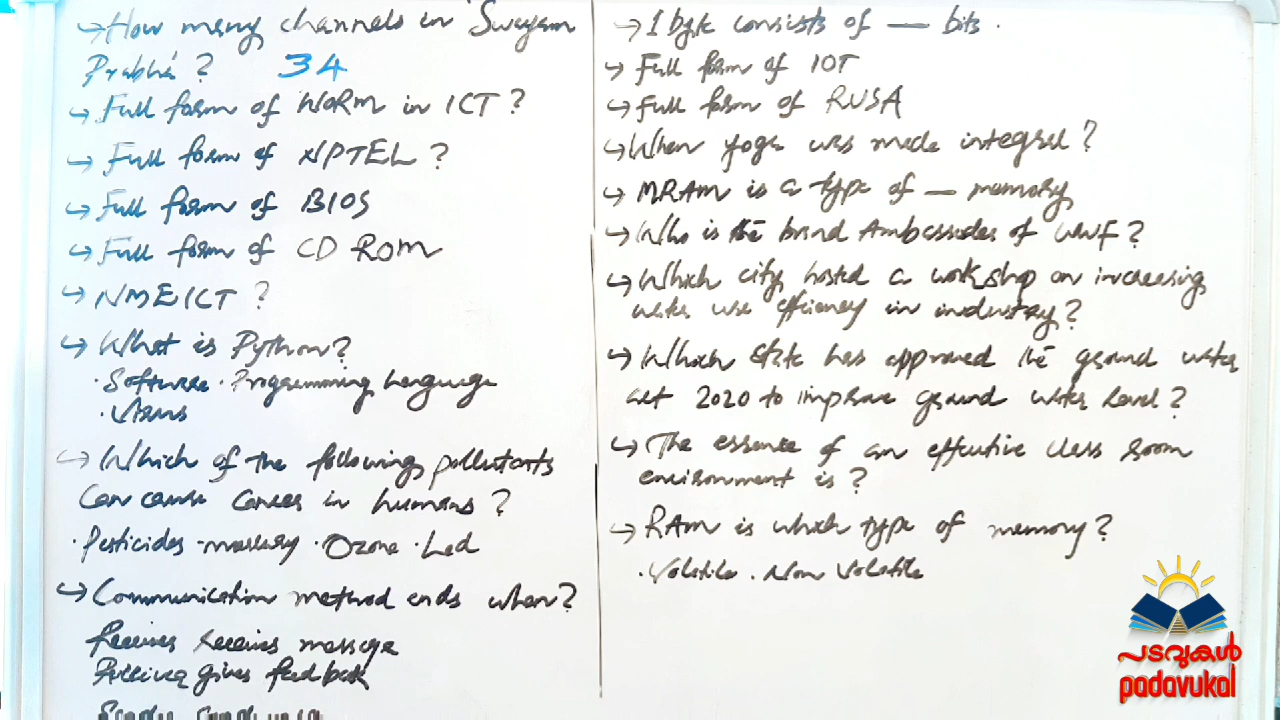 →How many channels in 'Swayam
Prabha' ? 34
→Full form of WORM in ICT ?
→Full form of NPTEL ?
→Full form of BIOS
→Full form of CD ROM
→NMEICT ?
→What is Python?
·Software ·Programming Language
·Virus
→Which of the following pollutants
can cause cancer in humans ?
·Pesticides ·mercury ·Ozone ·Led
→Communication method ends when?
Receives message
gives feedback
→1 byte consists of — bits.
→Full form of IOT
→Full form of RUSA
→When yoga was made integral?
→MRAM is a type of — memory
→Who is the brand Ambassador of WWF ?
→Which city hosted a workshop on increasing
water use efficiency in industry?
→Which state has approved the ground water
act 2020 to improve ground water level ?
→The essence of an effective class room
environment is ?
→RAM is which type of memory?
·Volatile ·Non Volatile
പടവുകൾ
padavukal